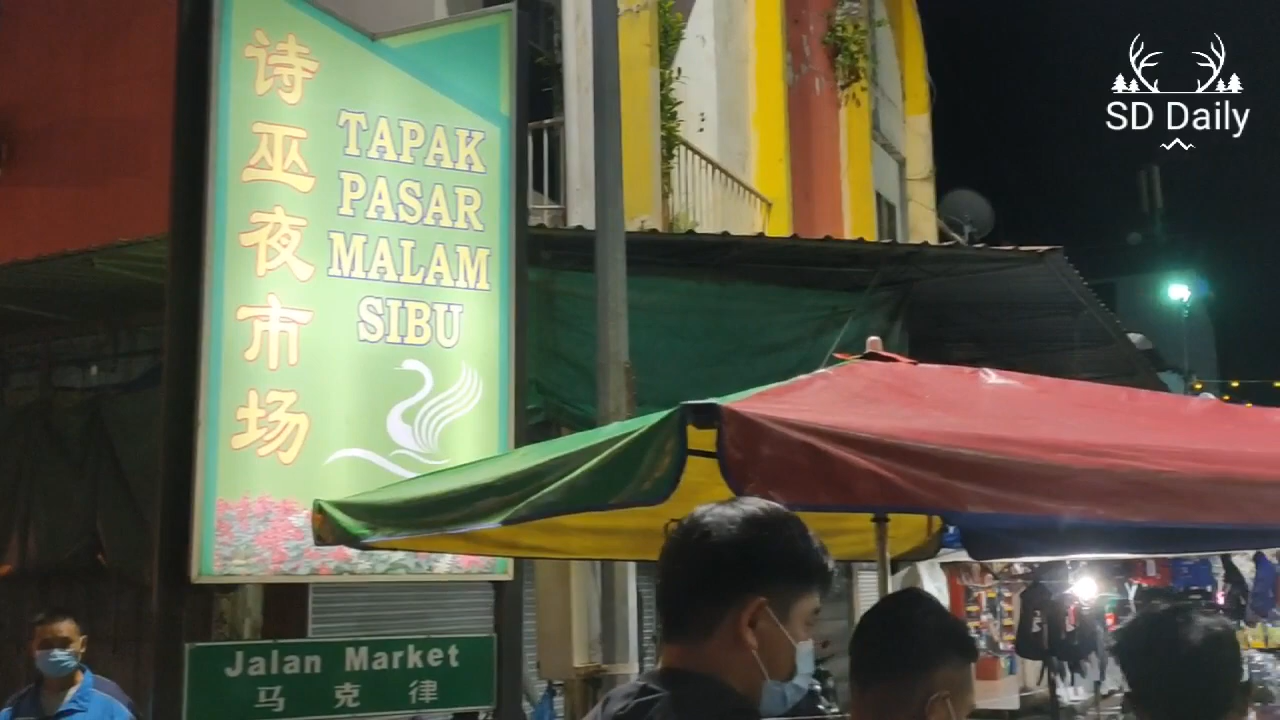 诗巫夜市场
TAPAK
PASAR
MALAM
SIBU
Jalan Market
马克律
SD Daily